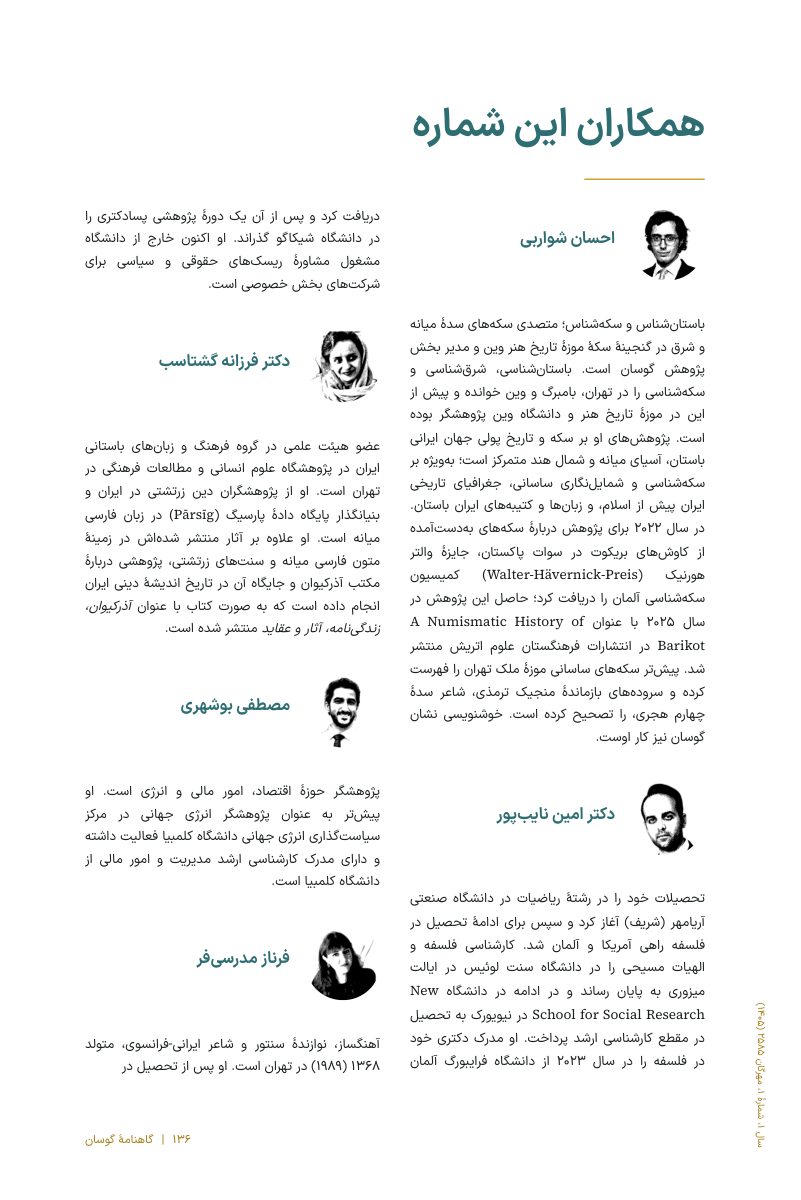 همکاران این شماره
احسان شواربی
باستان‌شناس و سکه‌شناس؛ متصدی سکه‌های سدهٔ میانه
و شرق در گنجینهٔ سکهٔ موزهٔ تاریخ هنر وین و مدیر بخش
پژوهش گوسان است. باستان‌شناسی، شرق‌شناسی و
سکه‌شناسی را در تهران، بامبرگ و وین خوانده و پیش از
این در موزهٔ تاریخ هنر و دانشگاه وین پژوهشگر بوده
است. پژوهش‌های او بر سکه و تاریخ پولی جهان ایرانی
باستان، آسیای میانه و شمال هند متمرکز است؛ به‌ویژه بر
سکه‌شناسی و شمایل‌نگاری ساسانی، جغرافیای تاریخی
ایران پیش از اسلام، و زبان‌ها و کتیبه‌های ایران باستان.
در سال ۲۰۲۲ برای پژوهش دربارهٔ سکه‌های به‌دست‌آمده
از کاوش‌های بریکوت در سوات پاکستان، جایزهٔ والتر
هورنیک (Walter-Hävernick-Preis) کمیسیون
سکه‌شناسی آلمان را دریافت کرد؛ حاصل این پژوهش در
سال ۲۰۲۵ با عنوان A Numismatic History of
Barikot در انتشارات فرهنگستان علوم اتریش منتشر
شد. پیش‌تر سکه‌های ساسانی موزهٔ ملک تهران را فهرست
کرده و سروده‌های بازماندهٔ منجیک ترمذی، شاعر سدهٔ
چهارم هجری، را تصحیح کرده است. خوشنویسی نشان
گوسان نیز کار اوست.
دکتر امین نایب‌پور
تحصیلات خود را در رشتهٔ ریاضیات در دانشگاه صنعتی
آریامهر (شریف) آغاز کرد و سپس برای ادامهٔ تحصیل در
فلسفه راهی آمریکا و آلمان شد. کارشناسی فلسفه و
الهیات مسیحی را در دانشگاه سنت لوئیس در ایالت
میزوری به پایان رساند و در ادامه در دانشگاه New
School for Social Research در نیویورک به تحصیل
در مقطع کارشناسی ارشد پرداخت. او مدرک دکتری خود
در فلسفه را در سال ۲۰۲۳ از دانشگاه فرایبورگ آلمان
دریافت کرد و پس از آن یک دورهٔ پژوهشی پسادکتری را
در دانشگاه شیکاگو گذراند. او اکنون خارج از دانشگاه
مشغول مشاورهٔ ریسک‌های حقوقی و سیاسی برای
شرکت‌های بخش خصوصی است.
دکتر فرزانه گشتاسب
عضو هیئت علمی در گروه فرهنگ و زبان‌های باستانی
ایران در پژوهشگاه علوم انسانی و مطالعات فرهنگی در
تهران است. او از پژوهشگران دین زرتشتی در ایران و
بنیانگذار پایگاه دادهٔ پارسیگ (Pārsīg) در زبان فارسی
میانه است. او علاوه بر آثار منتشر شده‌اش در زمینهٔ
متون فارسی میانه و سنت‌های زرتشتی، پژوهشی دربارهٔ
مکتب آذرکیوان و جایگاه آن در تاریخ اندیشهٔ دینی ایران
انجام داده است که به صورت کتاب با عنوان آذرکیوان،
زندگی‌نامه، آثار و عقاید منتشر شده است.
مصطفی بوشهری
پژوهشگر حوزهٔ اقتصاد، امور مالی و انرژی است. او
پیش‌تر به عنوان پژوهشگر انرژی جهانی در مرکز
سیاست‌گذاری انرژی جهانی دانشگاه کلمبیا فعالیت داشته
و دارای مدرک کارشناسی ارشد مدیریت و امور مالی از
دانشگاه کلمبیا است.
فرناز مدرسی‌فر
آهنگساز، نوازندهٔ سنتور و شاعر ایرانی-فرانسوی، متولد
۱۳۶۸ (۱۹۸۹) در تهران است. او پس از تحصیل در
سال ۱، شمارهٔ ۱، مهرگان ۲۵۸۵ (۱۴۰۵)
۱۳۶ | گاهنامهٔ گوسان